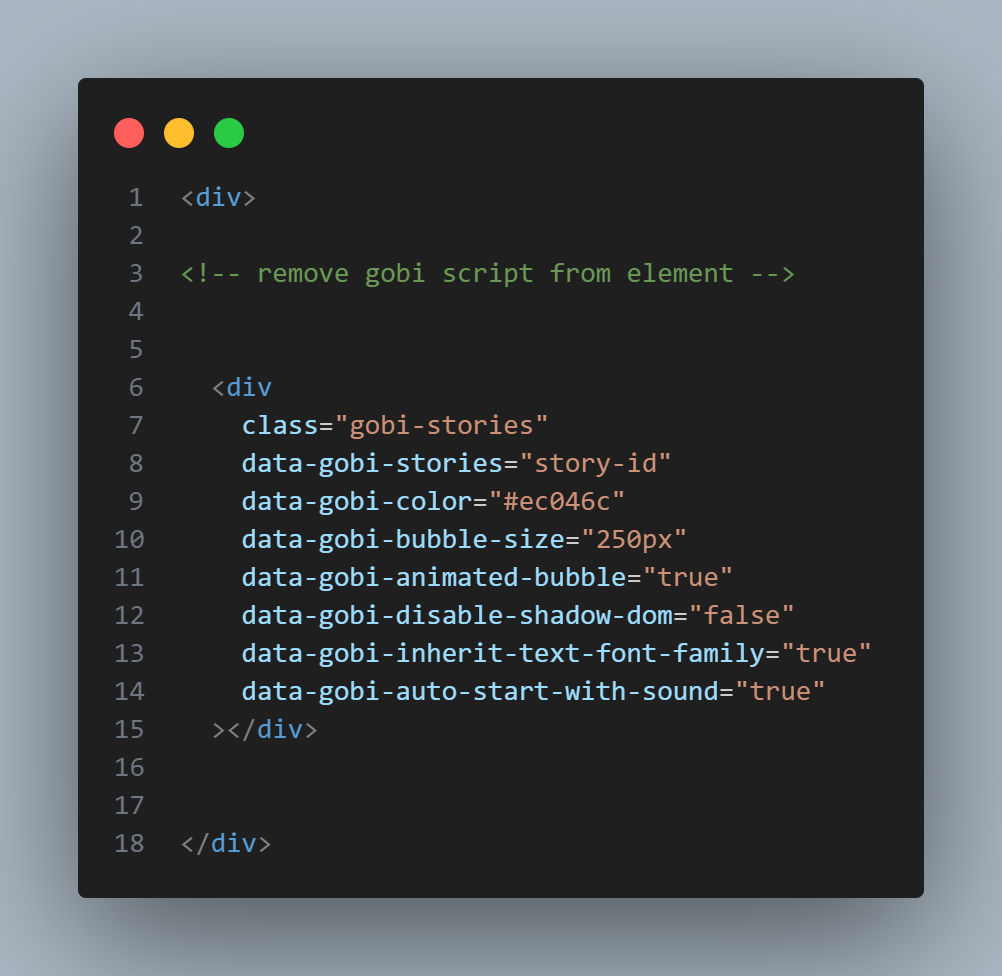 1 <div>
2
3 <!-- remove gobi script from element -->
4
5
6   <div
7     class="gobi-stories"
8     data-gobi-stories="story-id"
9     data-gobi-color="#ec046c"
10     data-gobi-bubble-size="250px"
11     data-gobi-animated-bubble="true"
12     data-gobi-disable-shadow-dom="false"
13     data-gobi-inherit-text-font-family="true"
14     data-gobi-auto-start-with-sound="true"
15   ></div>
16
17
18 </div>